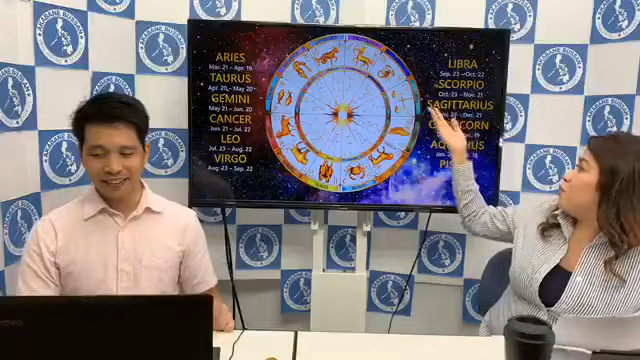 ARIES
Mar. 21 - Apr. 19
TAURUS
Apr. 20 - May 20
GEMINI
May 21 - Jun. 20
CANCER
Jun. 21 - Jul. 22
LEO
Jul. 23 - Aug. 22
VIRGO
Aug. 23 - Sep. 22
LIBRA
Sep. 23 - Oct. 22
SCORPIO
Oct. 23 - Nov. 21
SAGITTARIUS
Dec. 21
AKABANE BUSSAN